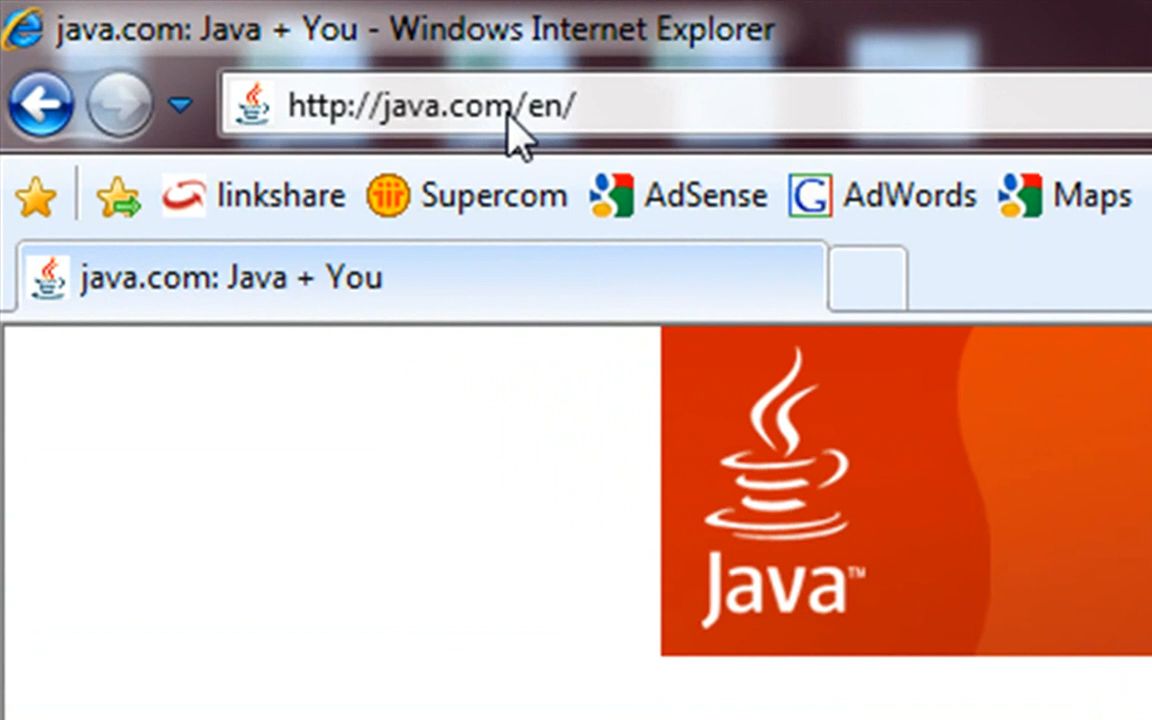 java.com: Java + You - Windows Internet Explorer
http://java.com/en/
linkshare Supercom AdSense AdWords Maps
java.com: Java + You
Java™